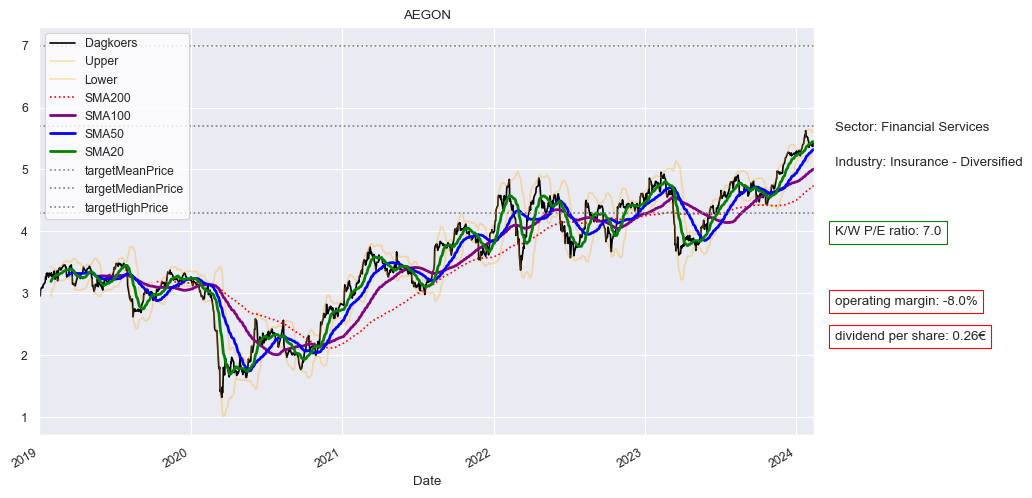 AEGON
7
6
5
4
3
2
1
Dagkoers
Upper
Lower
SMA200
SMA100
SMA50
SMA20
targetMeanPrice
targetMedianPrice
targetHighPrice
2019
2020
2021
2022
2023
2024
Date
Sector: Financial Services
Industry: Insurance - Diversified
K/W P/E ratio: 7.0
operating margin: -8.0%
dividend per share: 0.26€